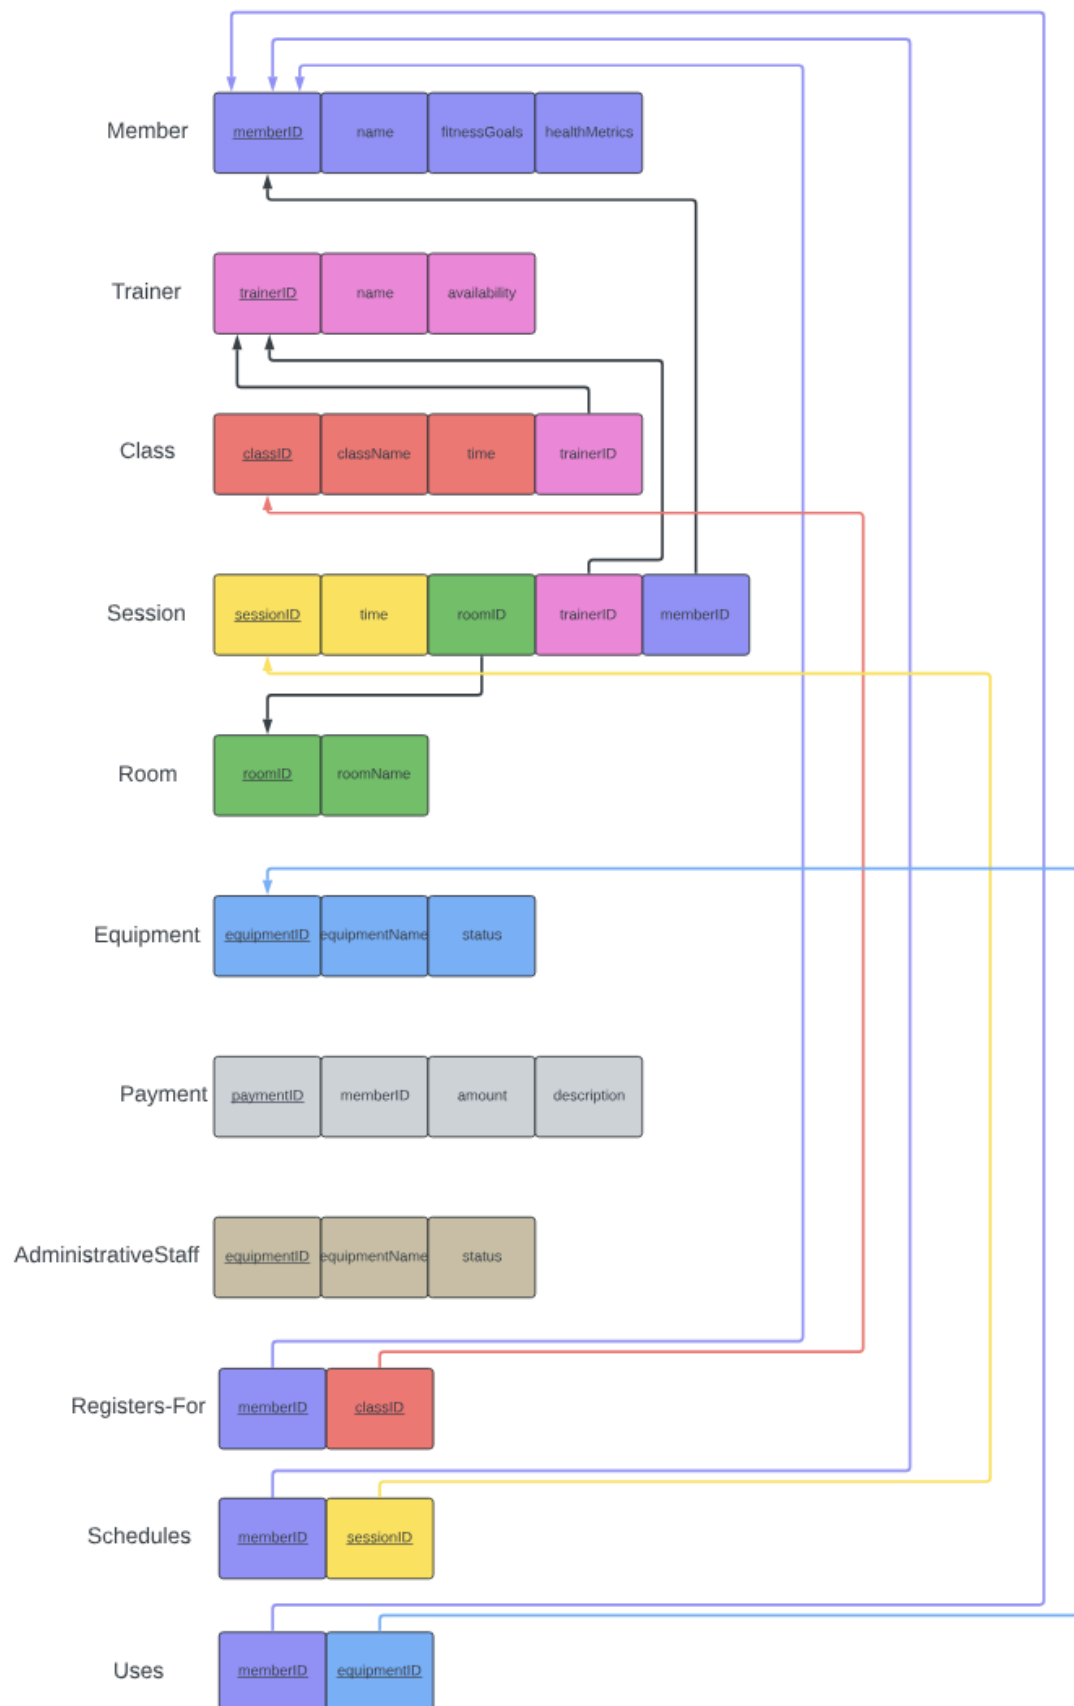 Member
memberID name fitnessGoals healthMetrics
Trainer
trainerID name availability
Class
classID className time trainerID
Session
sessionID time roomID trainerID memberID
Room
roomID roomName
Equipment
equipmentID equipmentName status
Payment
paymentID memberID amount description
AdministrativeStaff
equipmentID equipmentName status
Registers-For
memberID classID
Schedules
memberID sessionID
Uses
memberID equipmentID